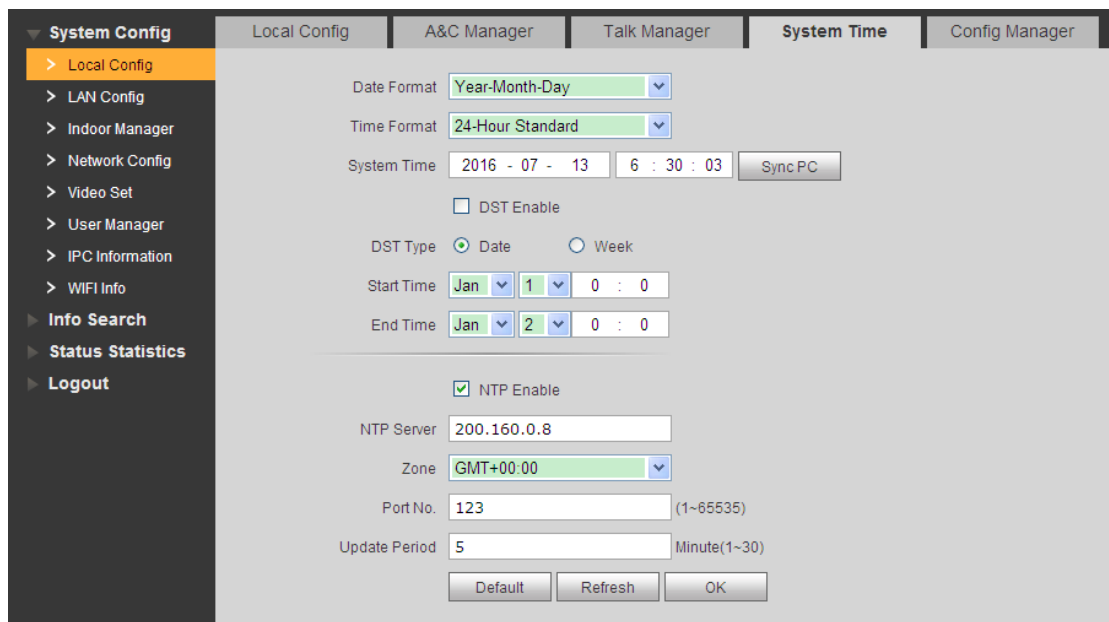 System Config
Local Config
LAN Config
Indoor Manager
Network Config
Video Set
User Manager
IPC Information
WIFI Info
Info Search
Status Statistics
Logout
Local Config A&C Manager Talk Manager System Time Config Manager
Date Format Year-Month-Day
Time Format 24-Hour Standard
System Time 2016 - 07 - 13 6 : 30 : 03 Sync PC
DST Enable
DST Type Date Week
Start Time Jan 1 0 : 0
End Time Jan 2 0 : 0
NTP Enable
NTP Server 200.160.0.8
Zone GMT+00:00
Port No. 123 (1~65535)
Update Period 5 Minute(1~30)
Default Refresh OK